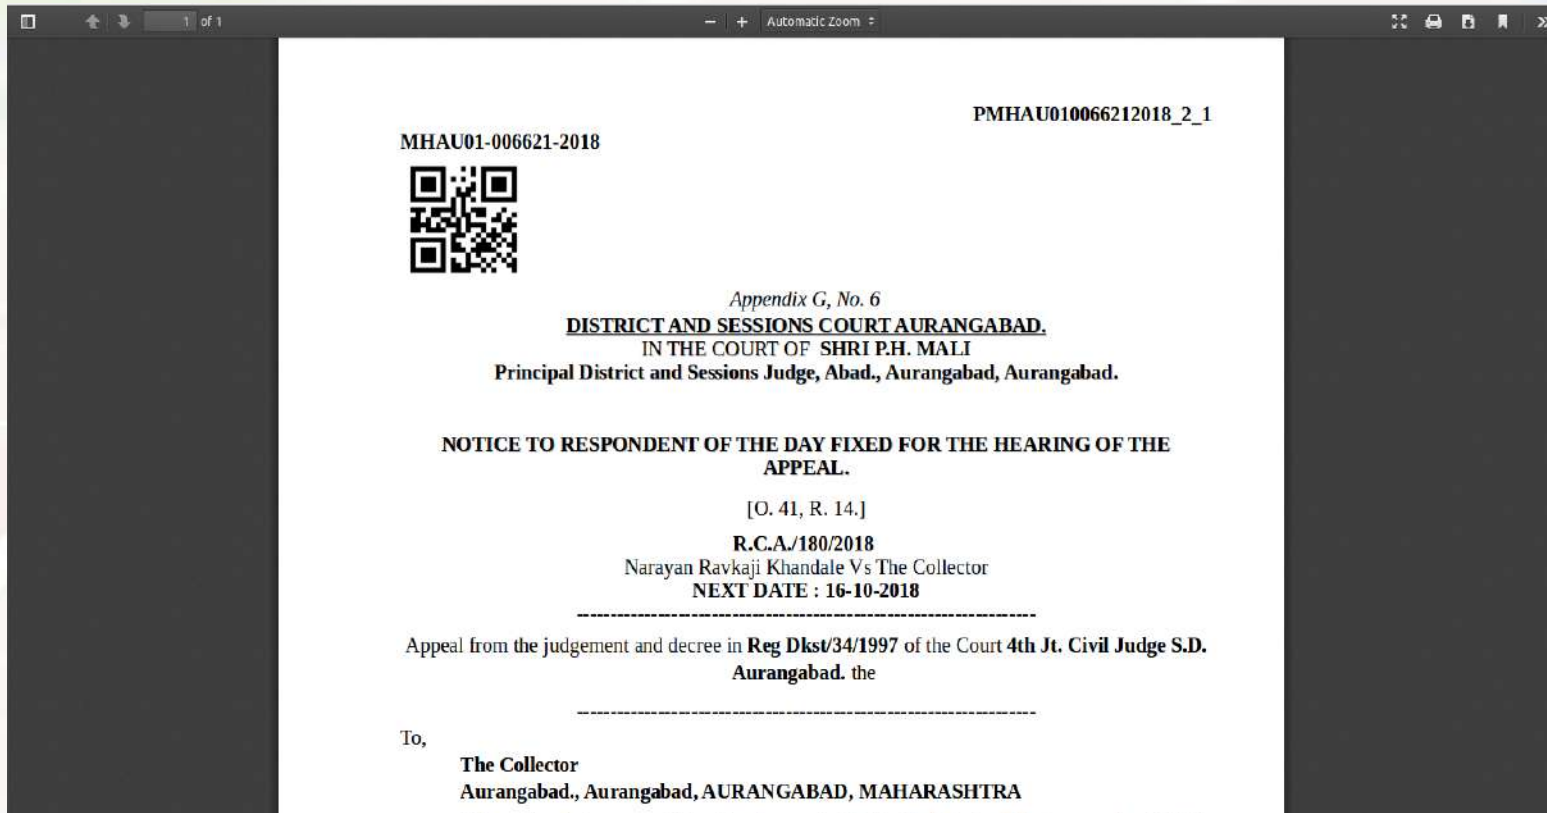 1 of 1
Automatic Zoom
PMHAU010066212018_2_1
MHAU01-006621-2018
Appendix G, No. 6
DISTRICT AND SESSIONS COURT AURANGABAD.
IN THE COURT OF SHRI P.H. MALI
Principal District and Sessions Judge, Abad., Aurangabad, Aurangabad.
NOTICE TO RESPONDENT OF THE DAY FIXED FOR THE HEARING OF THE
APPEAL.
[O. 41, R. 14.]
R.C.A./180/2018
Narayan Ravkaji Khandale Vs The Collector
NEXT DATE : 16-10-2018
--------------------------------------------------------------------
Appeal from the judgement and decree in Reg Dkst/34/1997 of the Court 4th Jt. Civil Judge S.D.
Aurangabad. the
--------------------------------------------------------------------
To,
The Collector
Aurangabad., Aurangabad, AURANGABAD, MAHARASHTRA